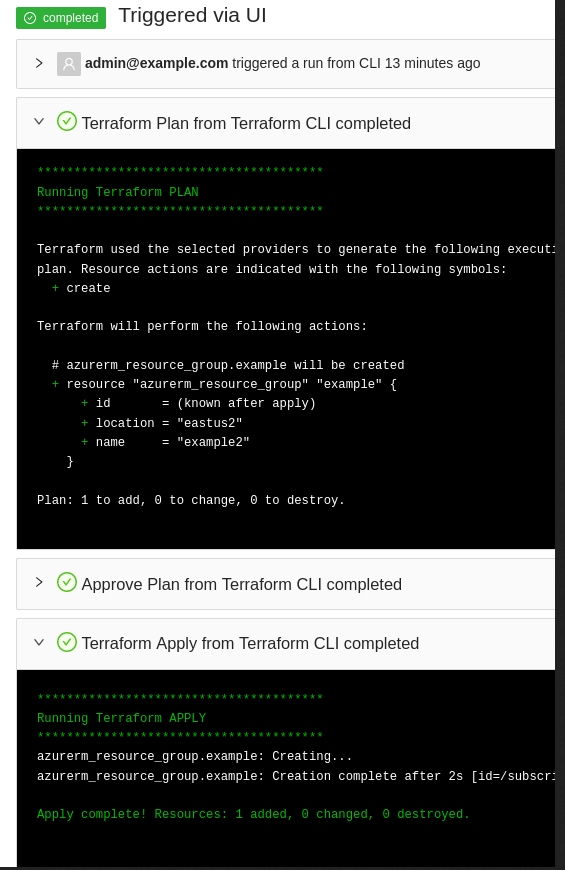 completed Triggered via UI
admin@example.com triggered a run from CLI 13 minutes ago
Terraform Plan from Terraform CLI completed
***************************************
Running Terraform PLAN
***************************************
Terraform used the selected providers to generate the following executi
plan. Resource actions are indicated with the following symbols:
+ create
Terraform will perform the following actions:
# azurerm_resource_group.example will be created
+ resource "azurerm_resource_group" "example" {
+ id       = (known after apply)
+ location = "eastus2"
+ name     = "example2"
}
Plan: 1 to add, 0 to change, 0 to destroy.
Approve Plan from Terraform CLI completed
Terraform Apply from Terraform CLI completed
***************************************
Running Terraform APPLY
***************************************
azurerm_resource_group.example: Creating...
azurerm_resource_group.example: Creation complete after 2s [id=/subscri
Apply complete! Resources: 1 added, 0 changed, 0 destroyed.